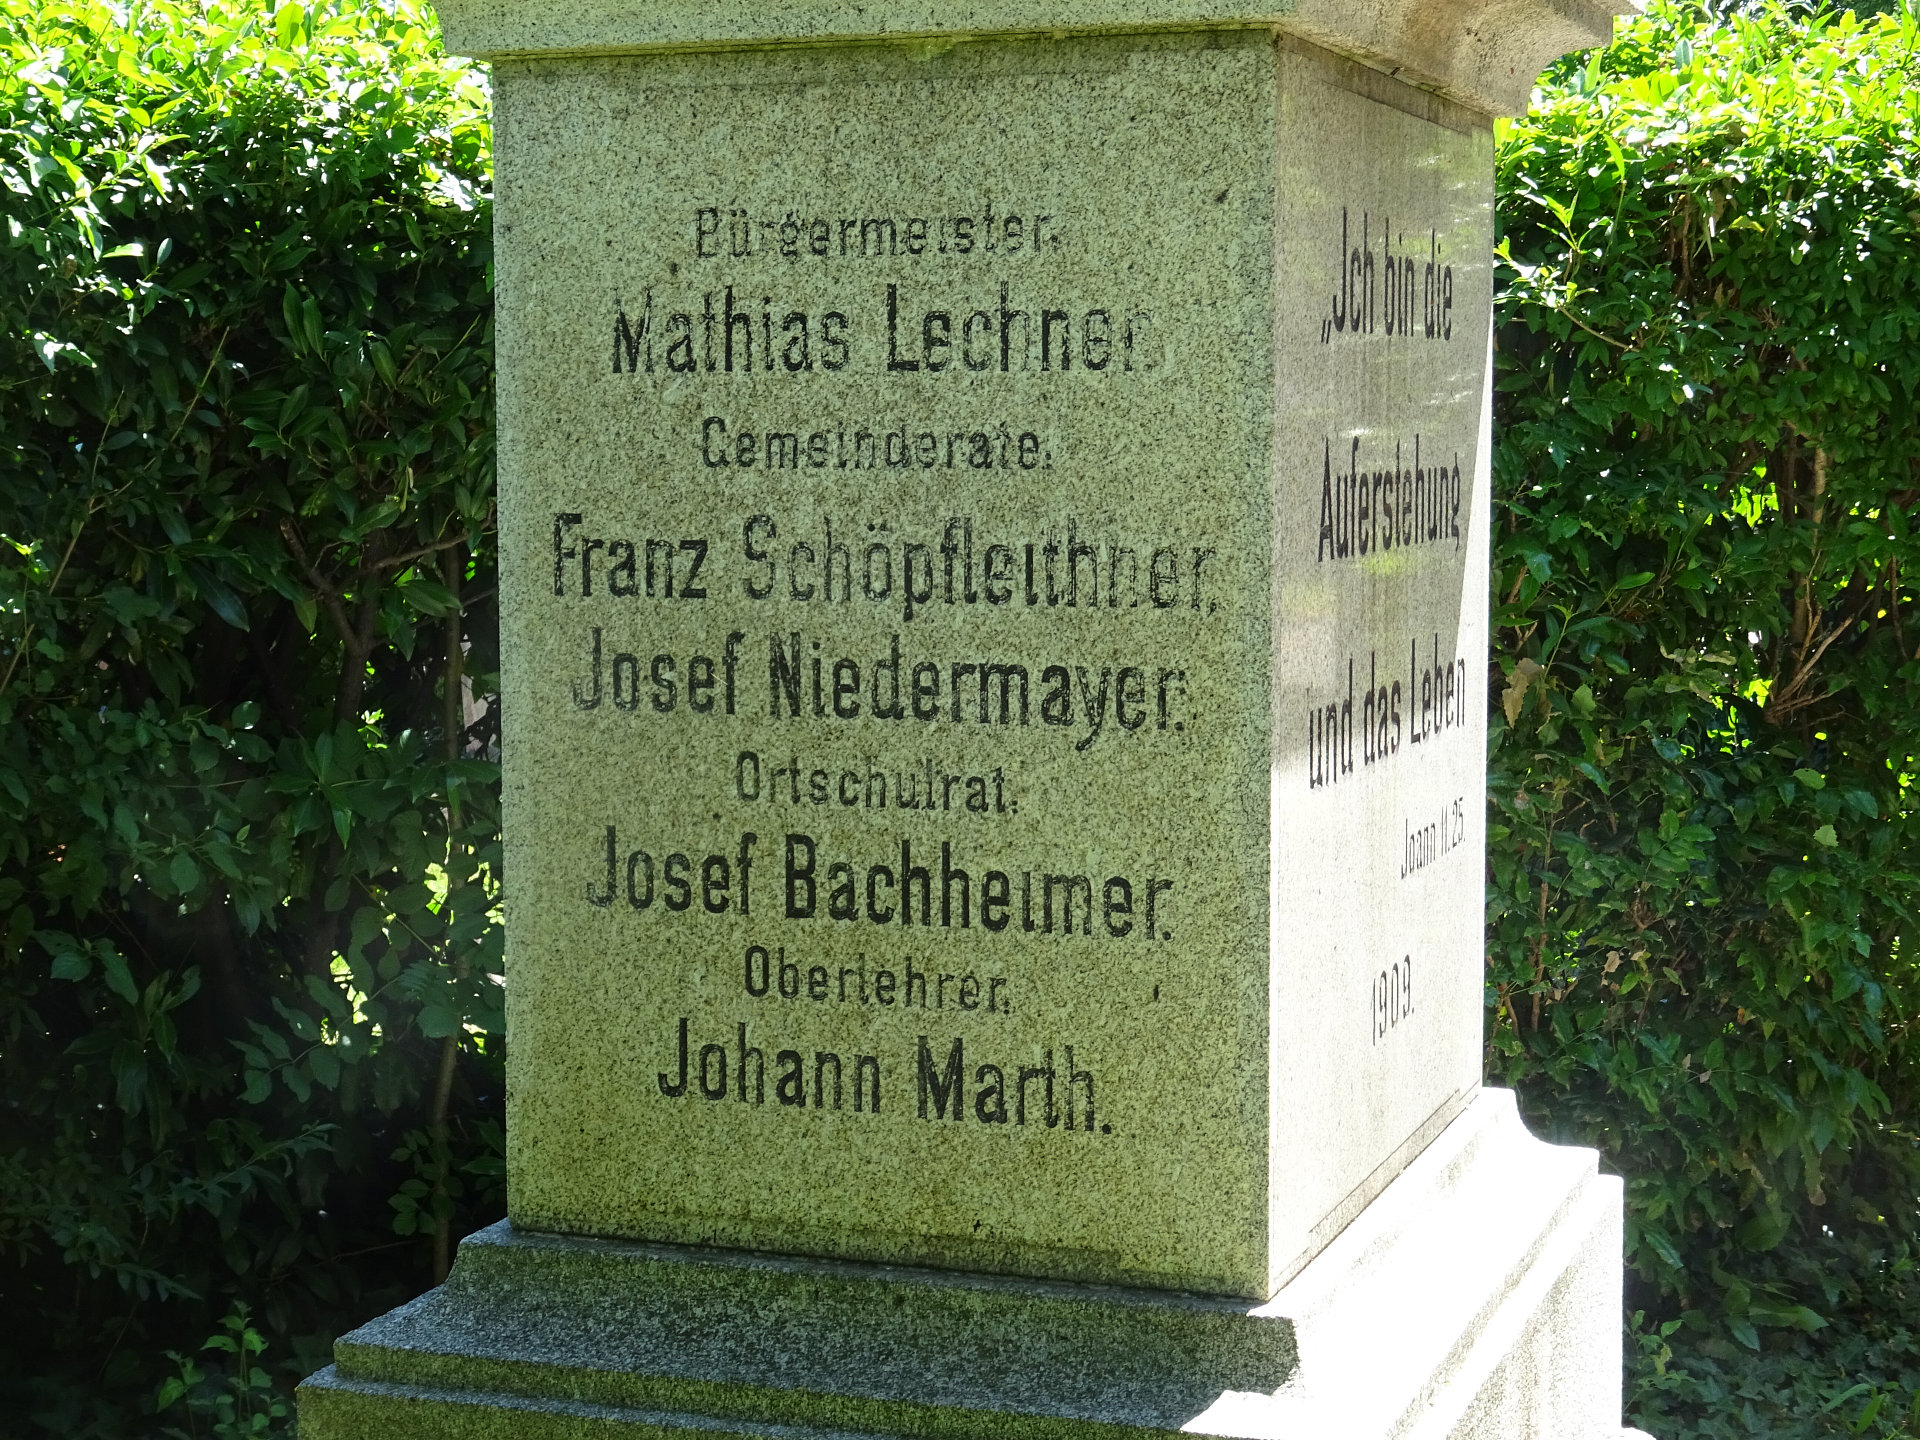 Bürgermeister.
Mathias Lechner.
Gemeinderäte.
Franz Schöpfleithner,
Josef Niedermayer.
Ortschulrat.
Josef Bachheimer.
Oberlehrer.
Johann Marth.
„Ich bin die
Auferstehung
und das Leben
Joann 11. 25.
1909.